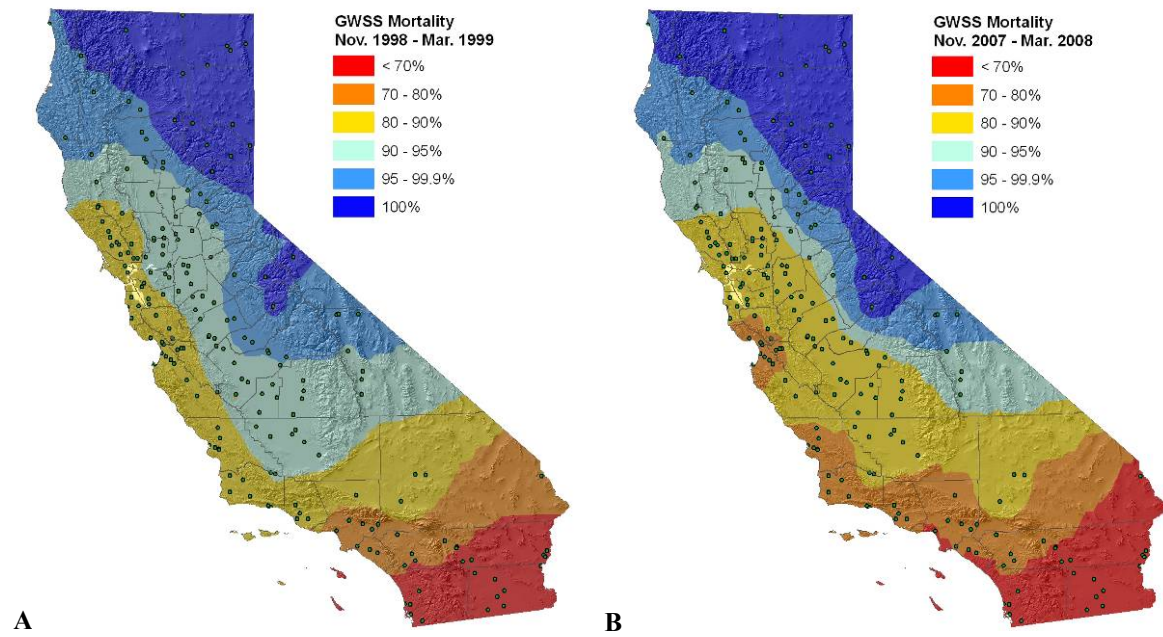 GWSS Mortality
Nov. 1998 - Mar. 1999
< 70%
70 - 80%
80 - 90%
90 - 95%
95 - 99.9%
100%
A
GWSS Mortality
Nov. 2007 - Mar. 2008
< 70%
70 - 80%
80 - 90%
90 - 95%
95 - 99.9%
100%
B